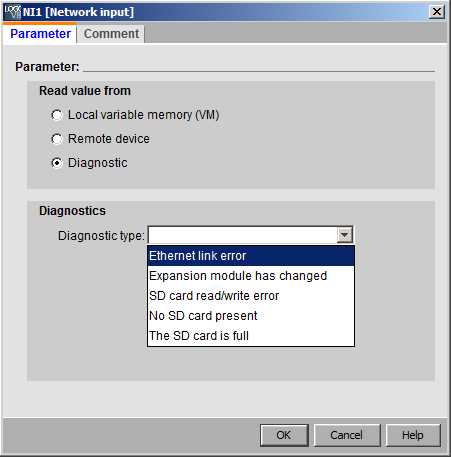 NI1 [Network input]
Parameter Comment
Parameter:
Read value from
Local variable memory (VM)
Remote device
Diagnostic
Diagnostics
Diagnostic type:
Ethernet link error
Expansion module has changed
SD card read/write error
No SD card present
The SD card is full
OK Cancel Help